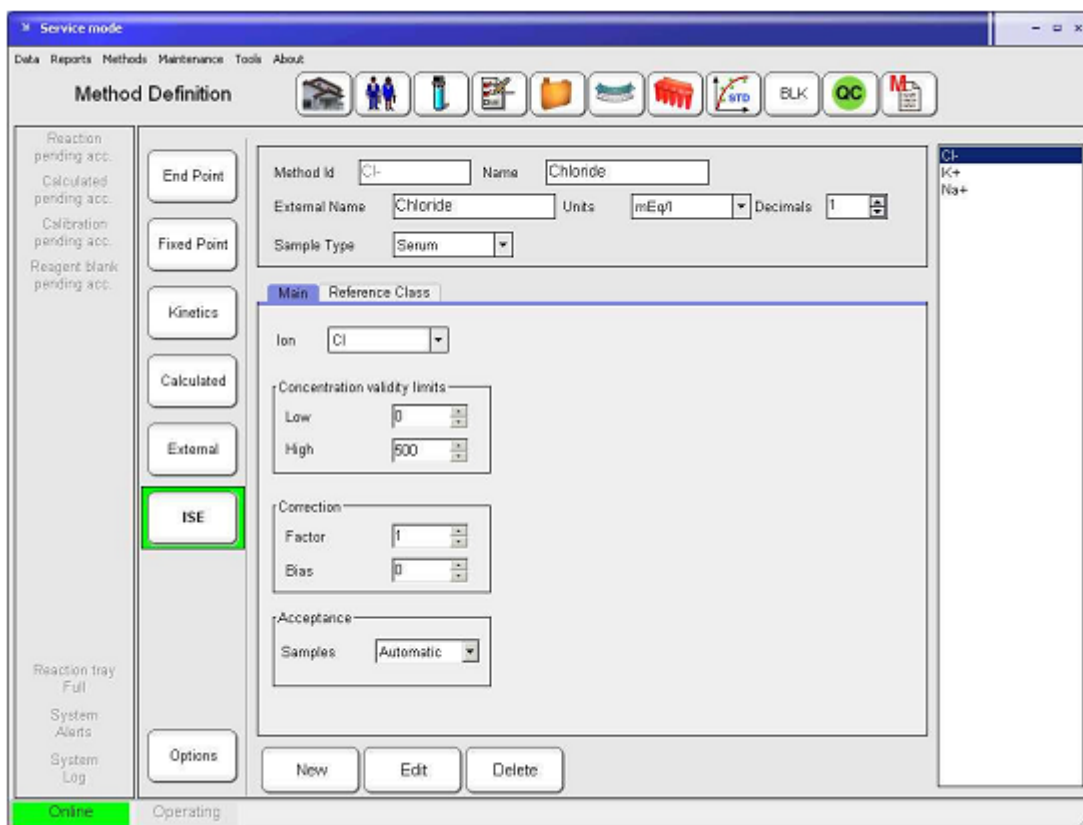 Service mode
Data Reports Methods Maintenance Tools About
Method Definition
STD
BLK
QC
M
Reaction
pending acc.
Calculated
pending acc.
Calibration
pending acc.
Reagent blank
pending acc.
Reaction tray
Full
System
Alerts
System
Log
End Point
Fixed Point
Kinetics
Calculated
External
ISE
Options
Method Id Cl- Name Chloride
External Name Chloride Units mEq/l Decimals 1
Sample Type Serum
Main Reference Class
Ion Cl
Concentration validity limits
Low 0
High 500
Correction
Factor 1
Bias 0
Acceptance
Samples Automatic
New Edit Delete
Cl-
K+
Na+
Online Operating